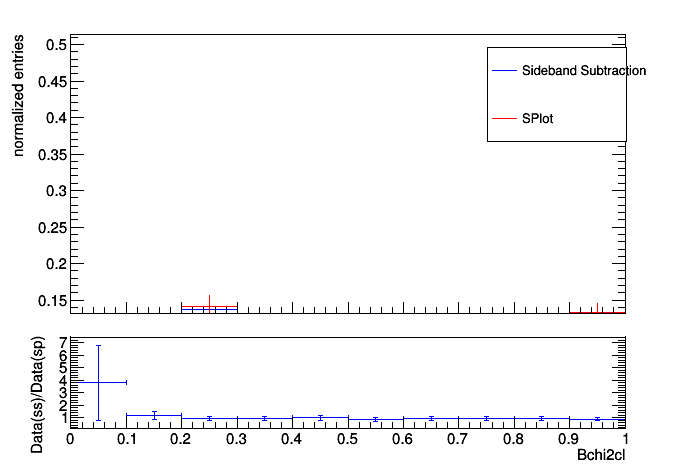 normalized entries
0.5
0.45
0.4
0.35
0.3
0.25
0.2
0.15
Sideband Subtraction
SPlot
Data(ss)/Data(sp)
7
6
5
4
3
2
1
0 0.1 0.2 0.3 0.4 0.5 0.6 0.7 0.8 0.9 1
Bchi2cl